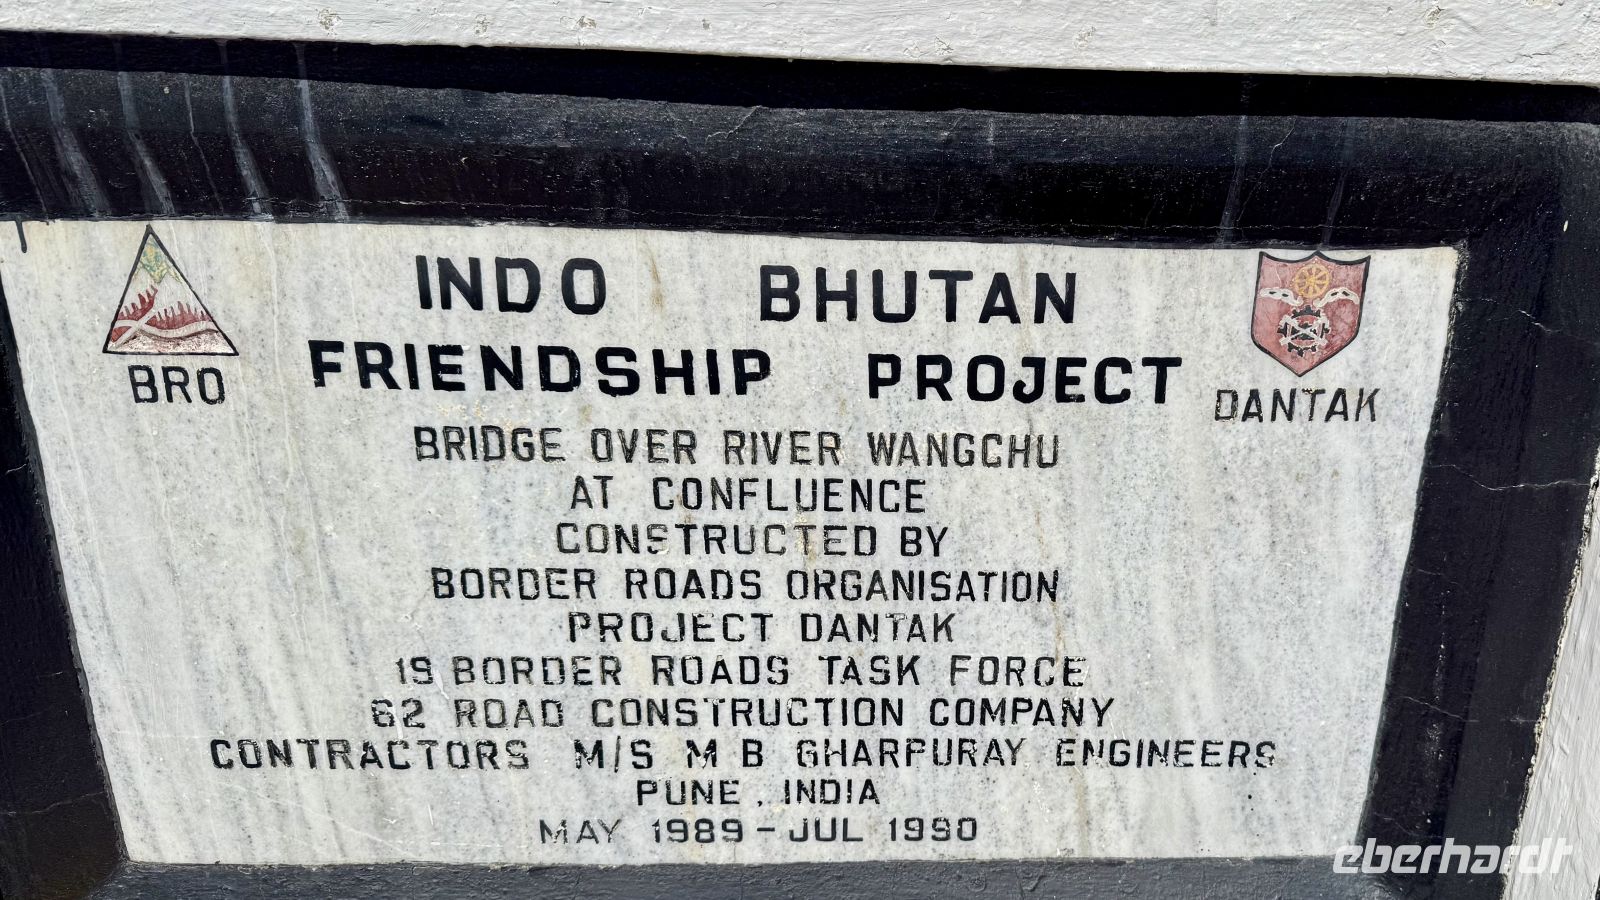 INDO BHUTAN
FRIENDSHIP PROJECT
BRO
DANTAK
BRIDGE OVER RIVER WANGCHU
AT CONFLUENCE
CONSTRUCTED BY
BORDER ROADS ORGANISATION
PROJECT DANTAK
19 BORDER ROADS TASK FORCE
62 ROAD CONSTRUCTION COMPANY
CONTRACTORS M/S M B GHARPURAY ENGINEERS
PUNE, INDIA
MAY 1989 - JUL 1990
eberhardt